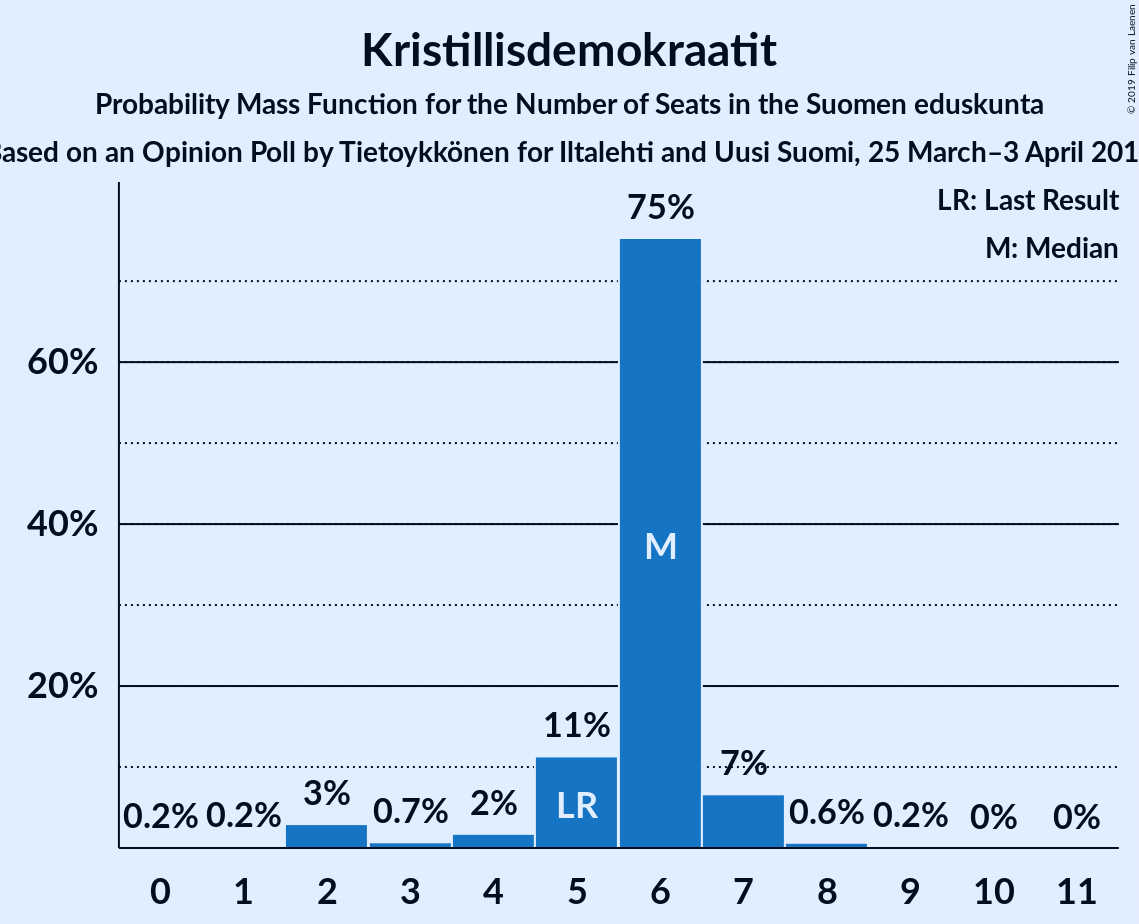 Kristillisdemokraatit
Probability Mass Function for the Number of Seats in the Suomen eduskunta
ased on an Opinion Poll by Tietoykkönen for Iltalehti and Uusi Suomi, 25 March–3 April 201
© 2019 Filip van Laenen
LR: Last Result
M: Median
75%
60%
40%
M
20%
11%
7%
3%
2%
LR
0.2% 0.2% 0.7% 0.6% 0.2% 0% 0%
0 1 2 3 4 5 6 7 8 9 10 11